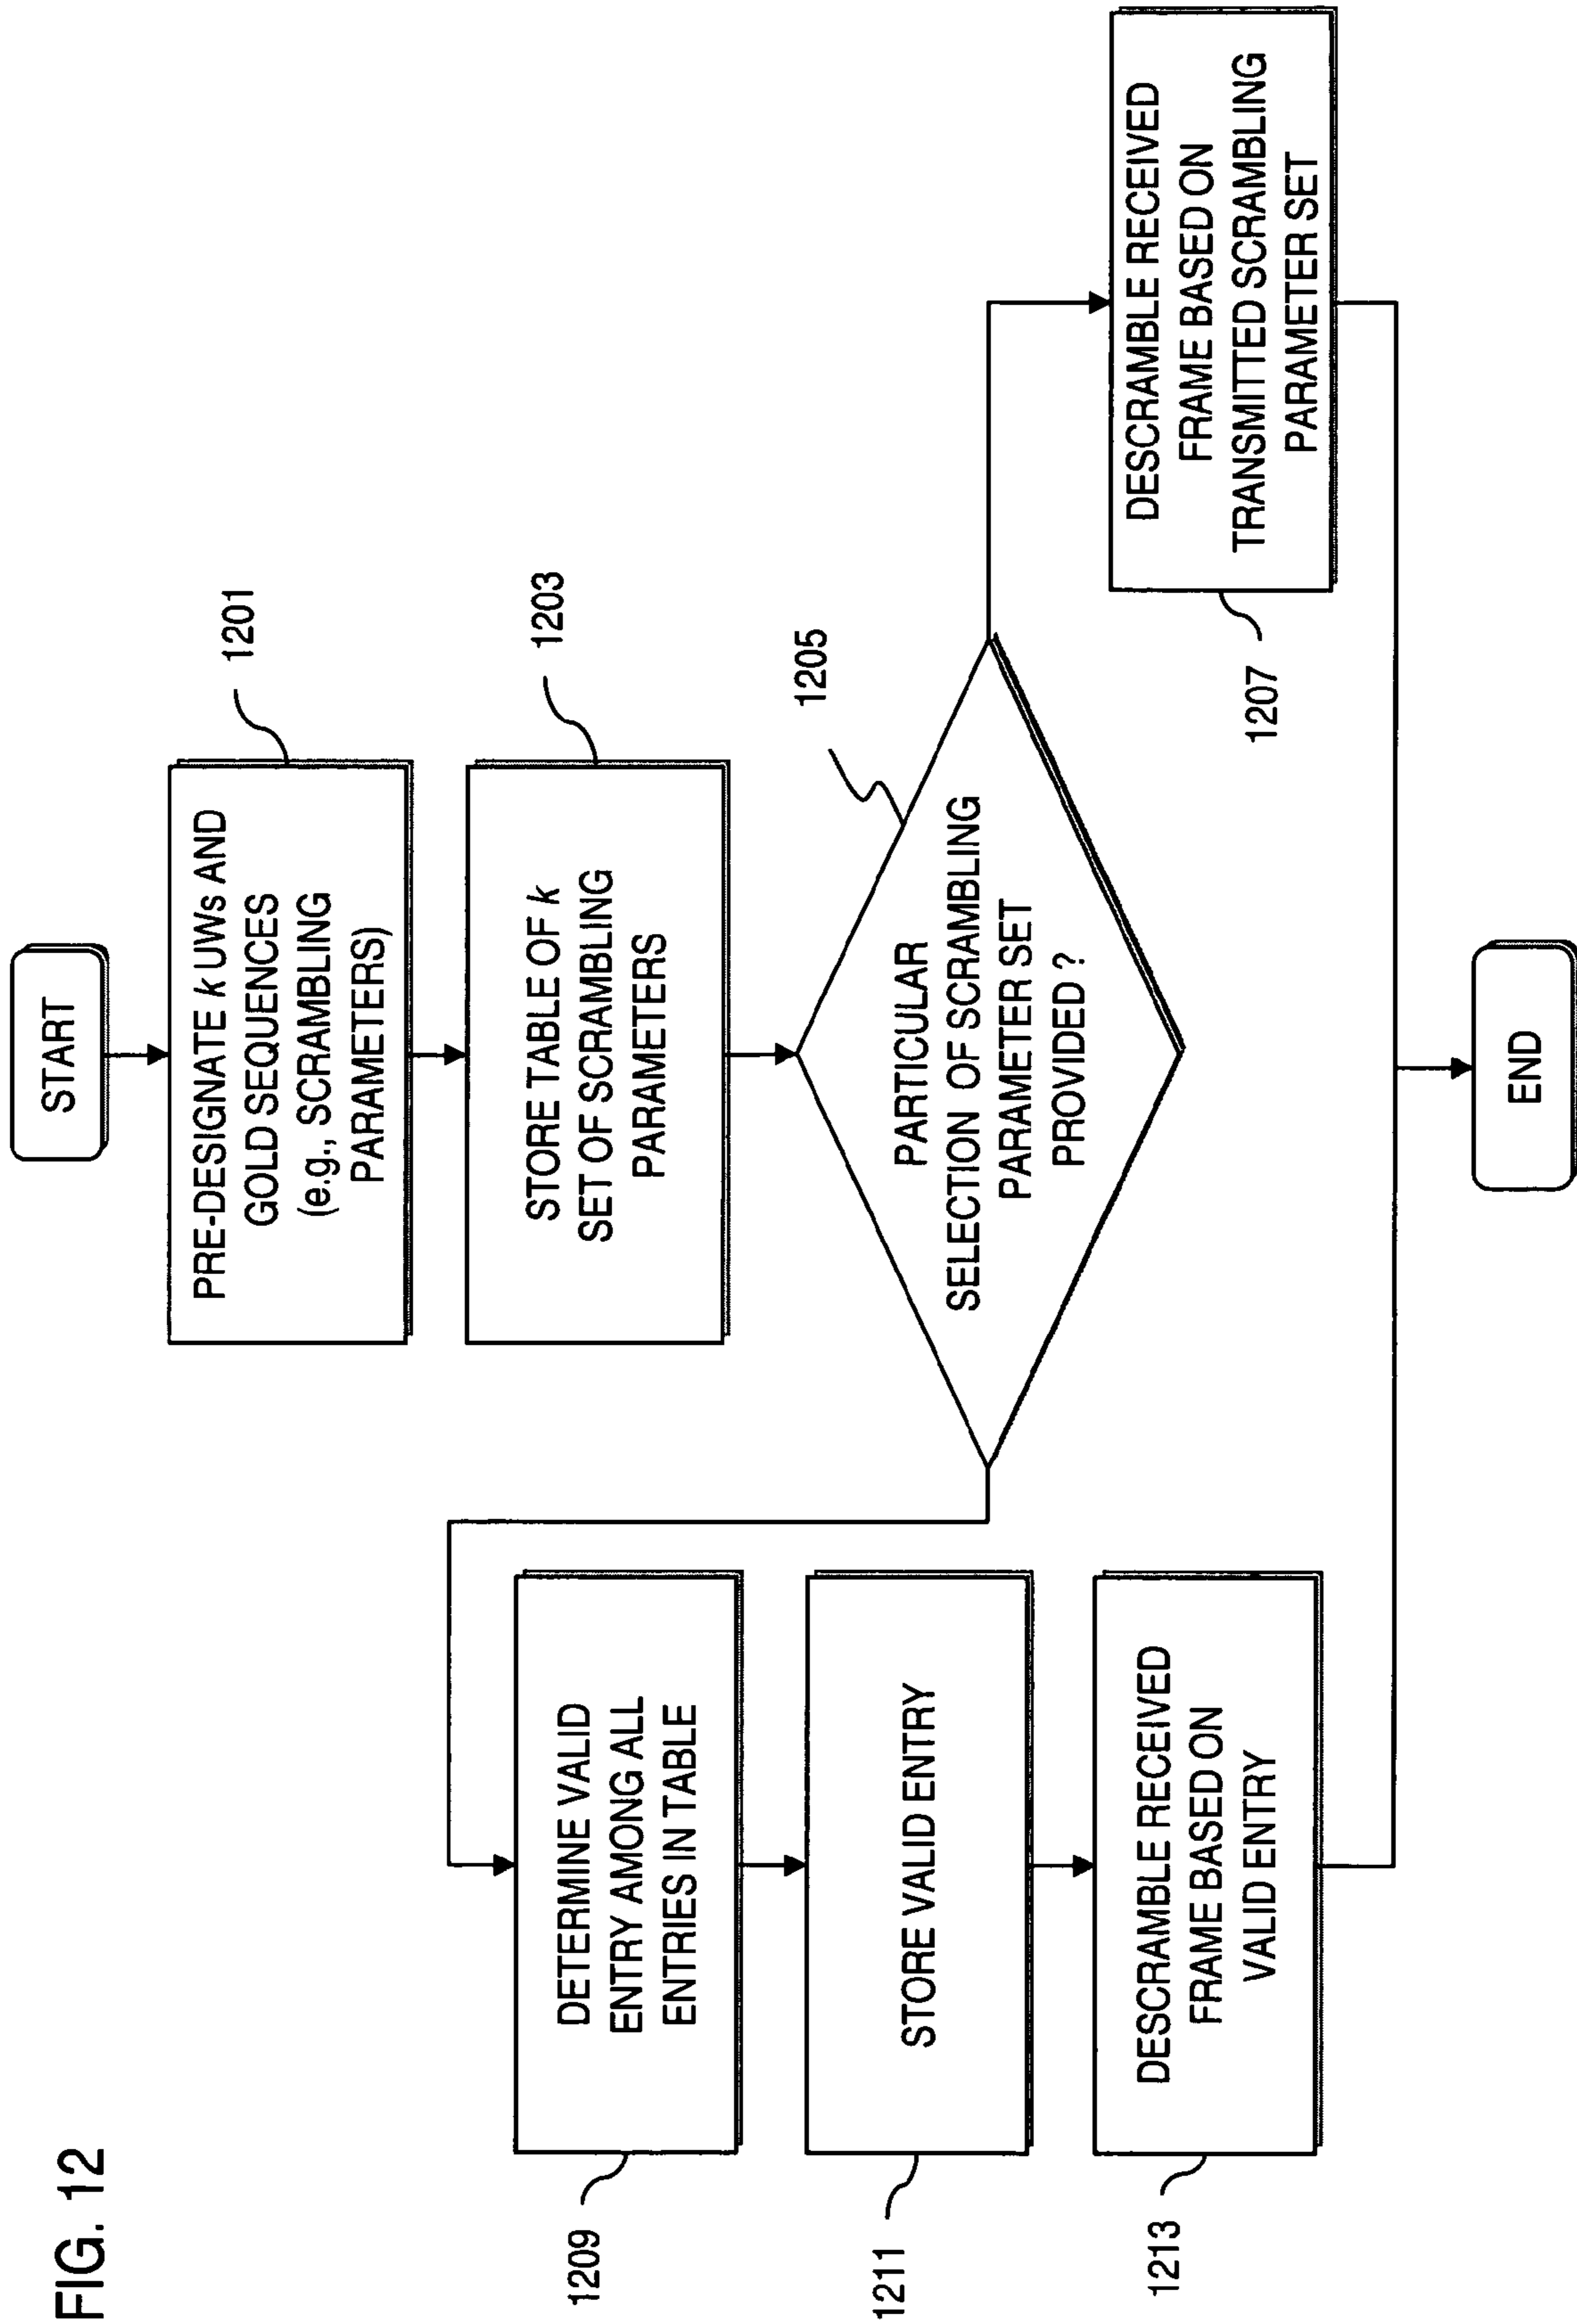 FIG. 12
START
PRE-DESIGNATE k UWs AND
GOLD SEQUENCES
(e.g., SCRAMBLING
PARAMETERS)
1201
STORE TABLE OF k
SET OF SCRAMBLING
PARAMETERS
1203
PARTICULAR
SELECTION OF SCRAMBLING
PARAMETER SET
PROVIDED ?
1205
DESCRAMBLE RECEIVED
FRAME BASED ON
TRANSMITTED SCRAMBLING
PARAMETER SET
1207
DETERMINE VALID
ENTRY AMONG ALL
ENTRIES IN TABLE
1209
STORE VALID ENTRY
1211
DESCRAMBLE RECEIVED
FRAME BASED ON
VALID ENTRY
1213
END